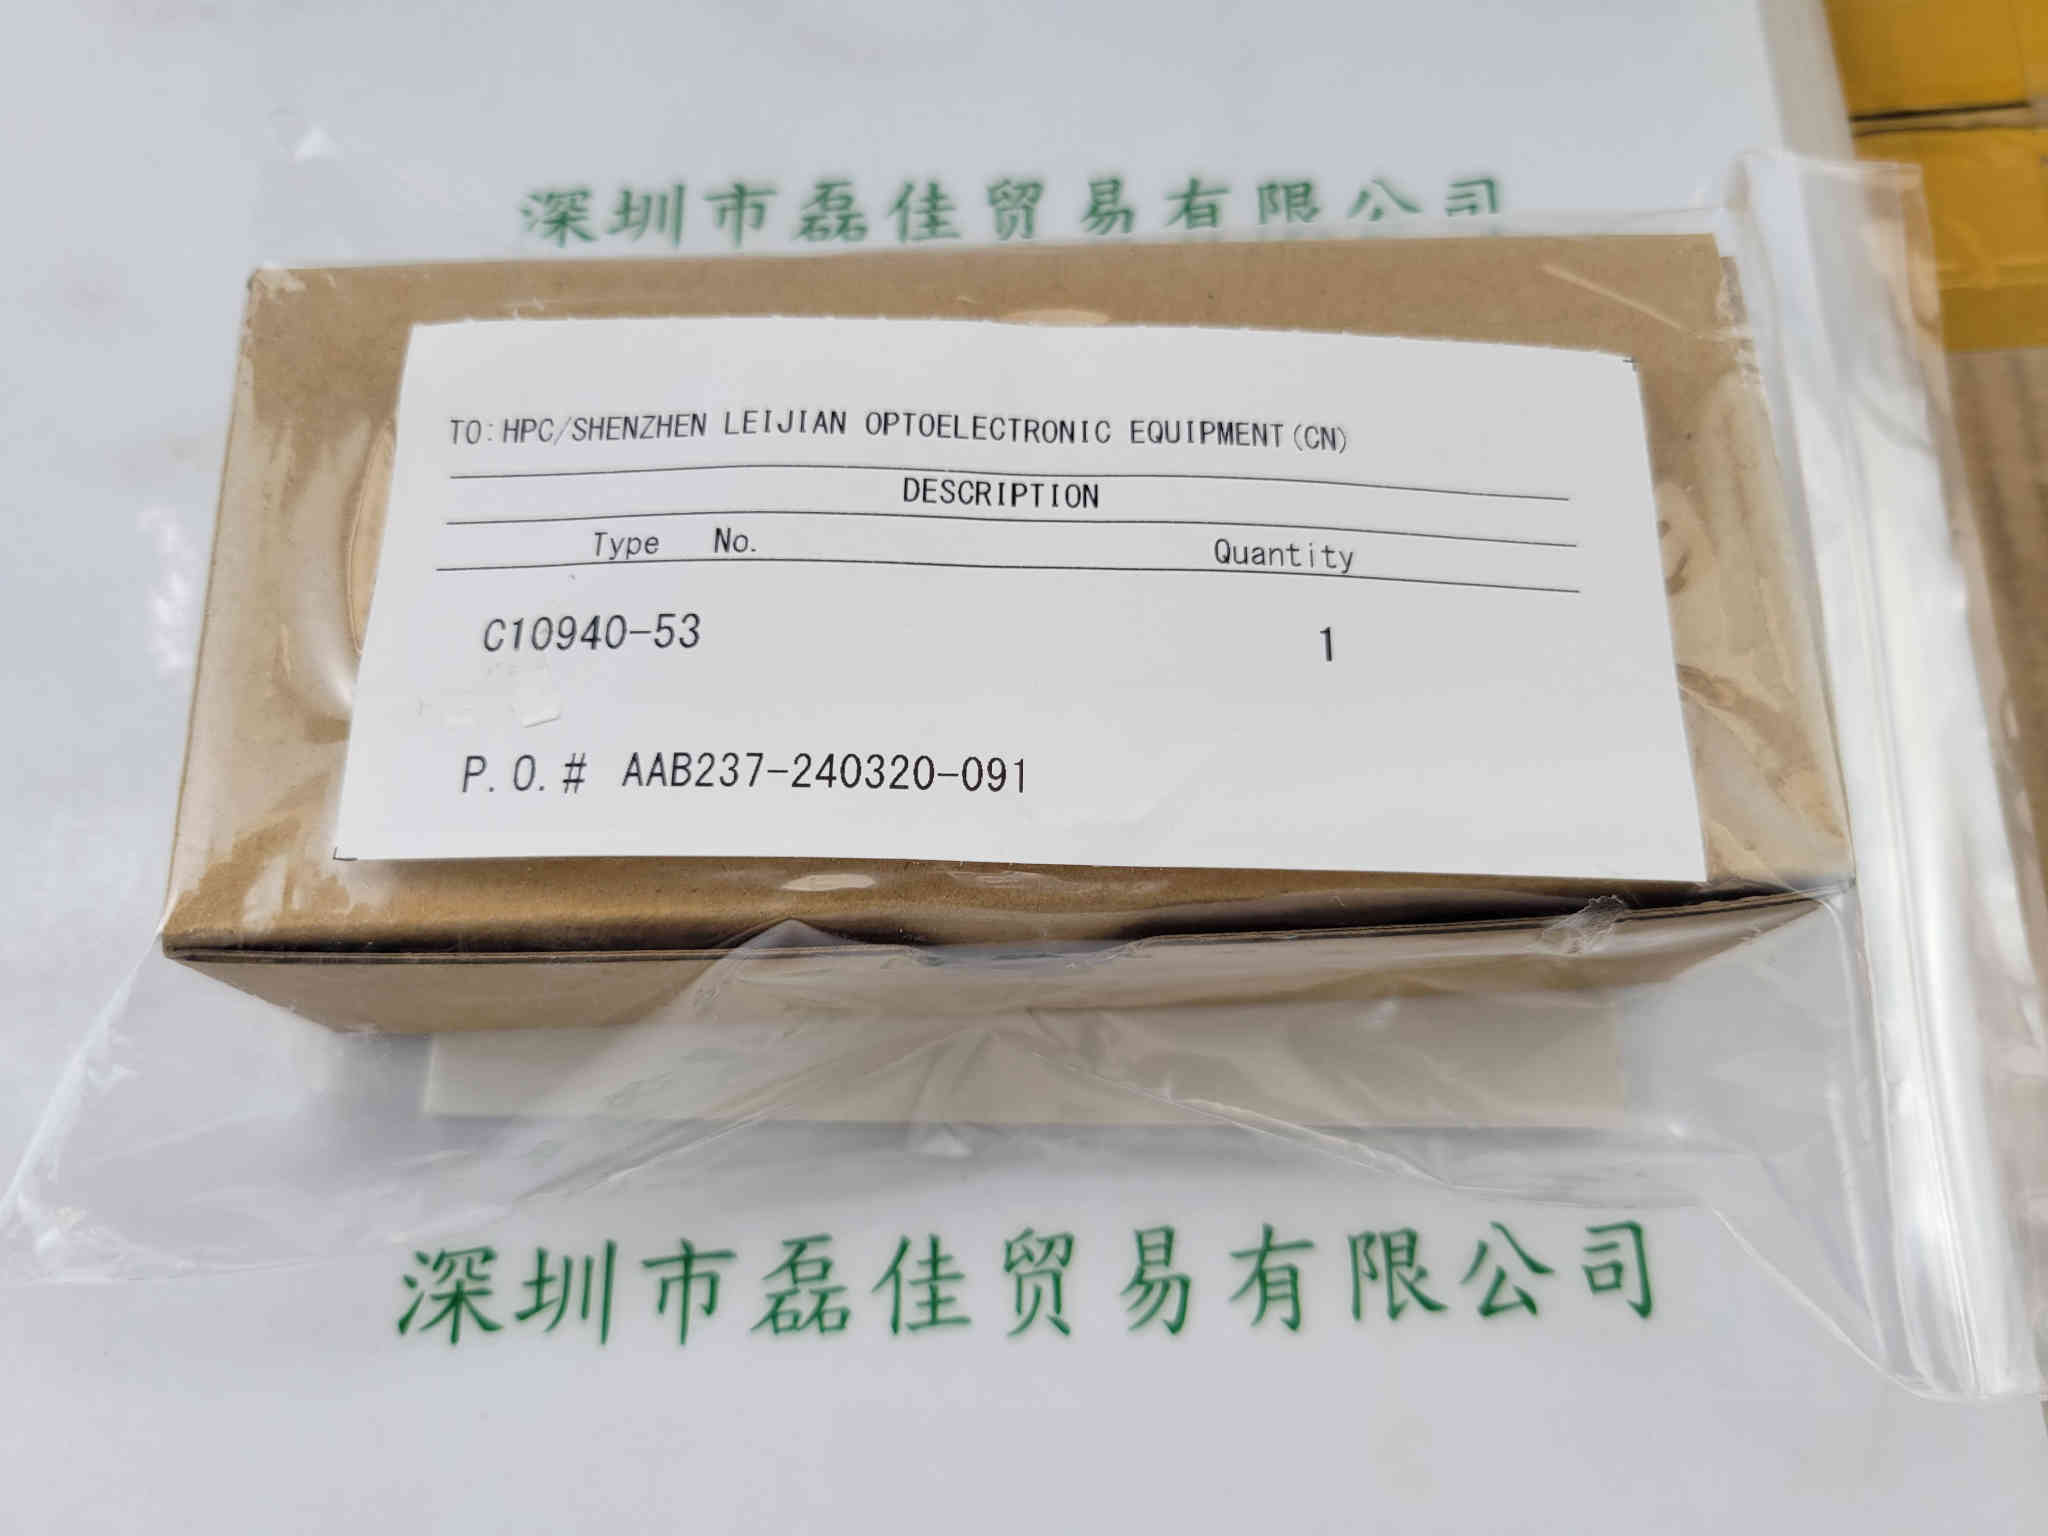 深圳市磊佳贸易有限公司
TO:HPC/SHENZHEN LEIJIAN OPTOELECTRONIC EQUIPMENT(CN)
DESCRIPTION
Type No. Quantity
C10940-53 1
P.O.# AAB237-240320-091
深圳市磊佳贸易有限公司